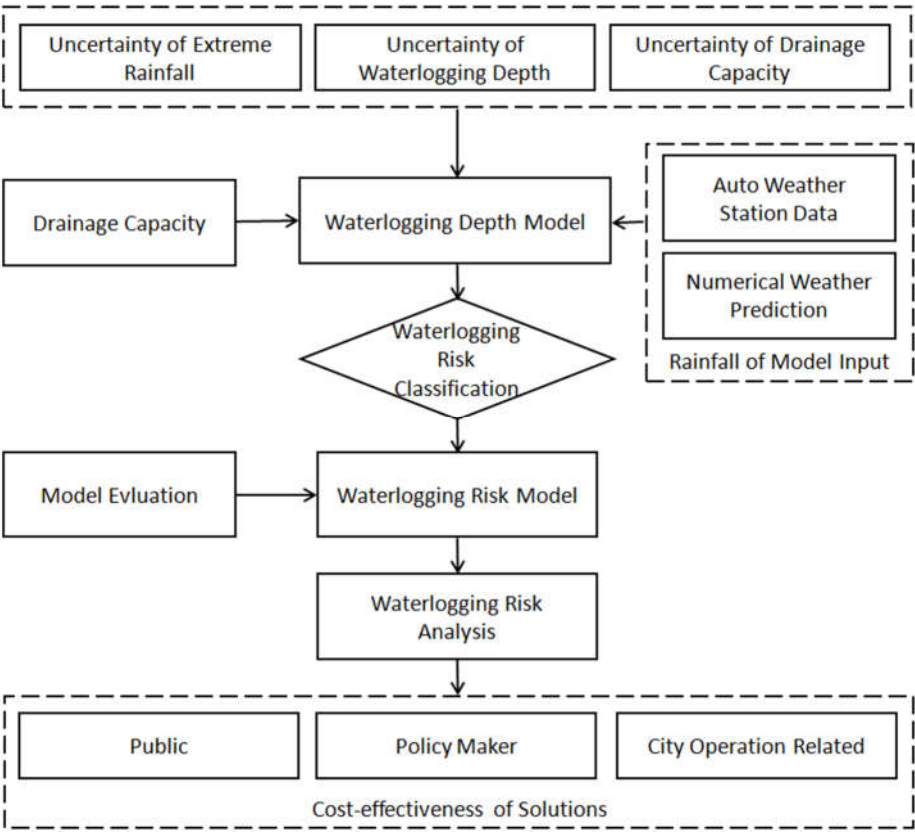 Uncertainty of Extreme
Rainfall
Uncertainty of
Waterlogging Depth
Uncertainty of Drainage
Capacity
Drainage Capacity
Waterlogging Depth Model
Auto Weather
Station Data
Numerical Weather
Prediction
Rainfall of Model Input
Waterlogging
Risk
Classification
Model Evluation
Waterlogging Risk Model
Waterlogging Risk
Analysis
Public
Policy Maker
City Operation Related
Cost-effectiveness of Solutions